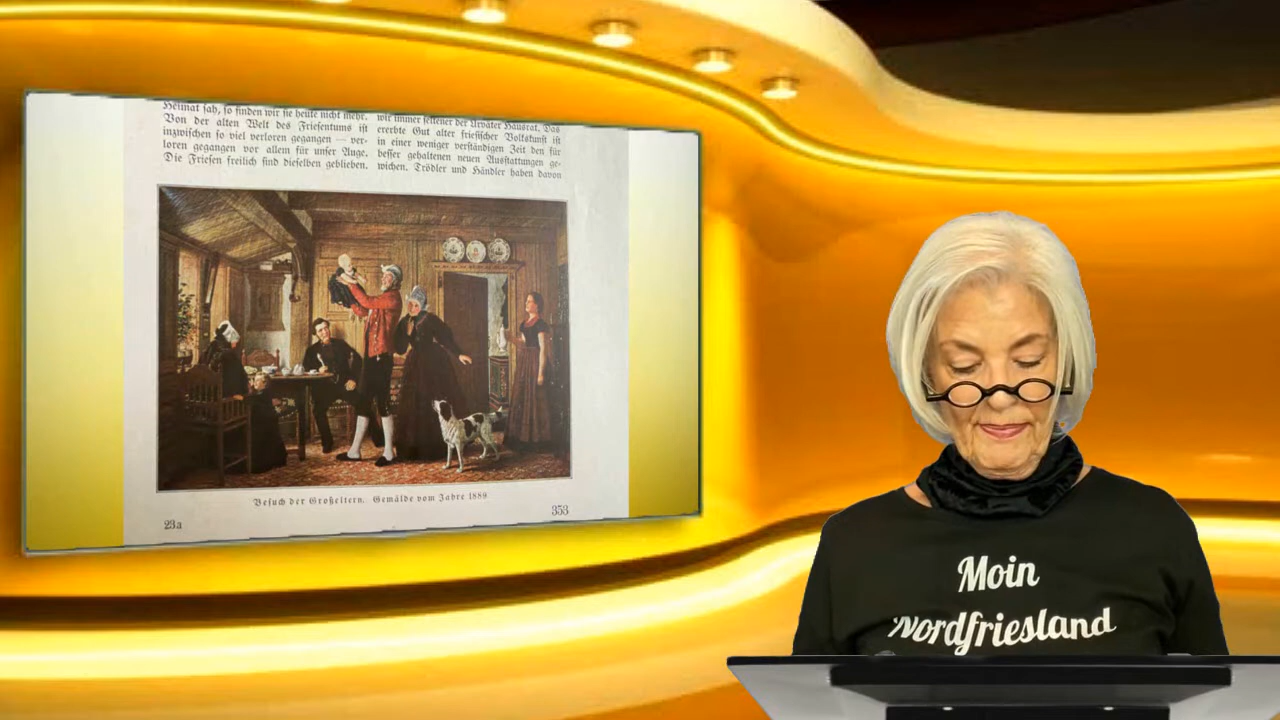 Heimat sah, so finden wir sie heute nicht mehr.
Von der alten Welt des Friesentums ist
inzwischen so viel verloren gegangen — ver-
loren gegangen vor allem für unser Auge.
Die Friesen freilich sind dieselben geblieben.
wir immer seltener der Urväter Hausrat. Das
ererbte Gut alter friesischer Volkskunst ist
in einer weniger verständigen Zeit den für
besser gehaltenen neuen Ausstattungen ge-
wichen. Trödler und Händler haben davon
Besuch der Großeltern. Gemälde vom Jahre 1889
23a
353
Moin
Nordfriesland